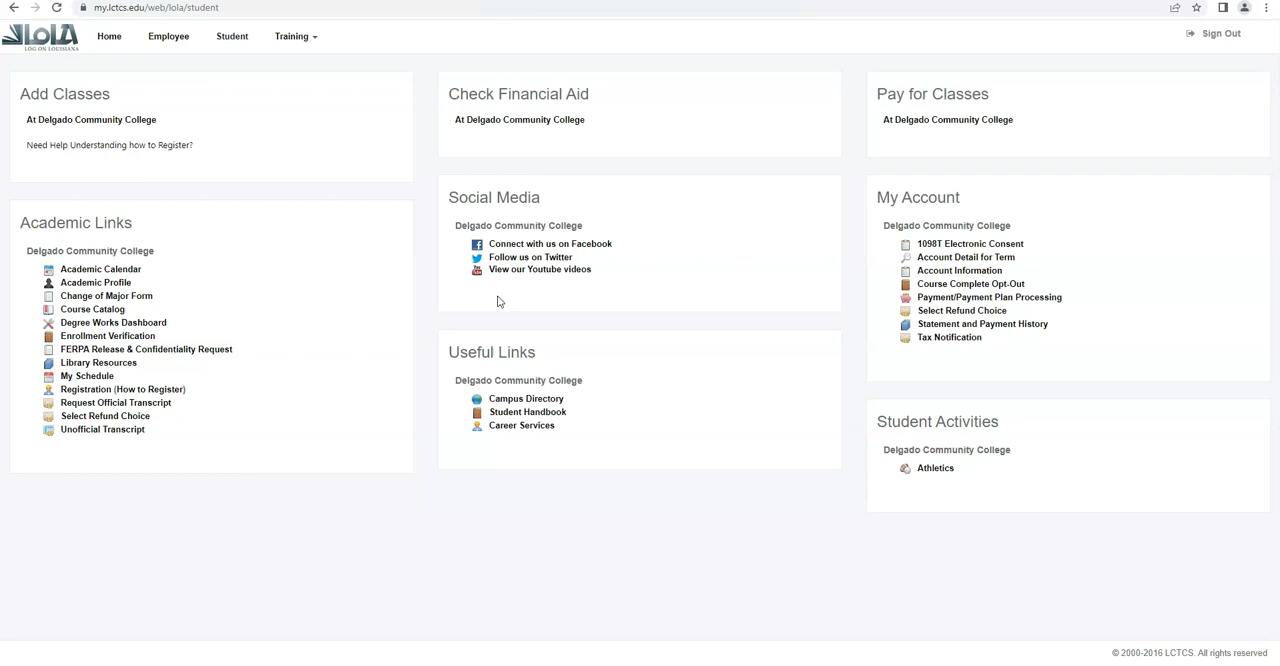 my.lctcs.edu/web/lola/student
LOLA
LOG ON LOUISIANA
Home
Employee
Student
Training
Sign Out
Add Classes
At Delgado Community College
Need Help Understanding how to Register?
Academic Links
Delgado Community College
Academic Calendar
Academic Profile
Change of Major Form
Course Catalog
Degree Works Dashboard
Enrollment Verification
FERPA Release & Confidentiality Request
Library Resources
My Schedule
Registration (How to Register)
Request Official Transcript
Select Refund Choice
Unofficial Transcript
Check Financial Aid
At Delgado Community College
Social Media
Delgado Community College
Connect with us on Facebook
Follow us on Twitter
View our Youtube videos
Useful Links
Delgado Community College
Campus Directory
Student Handbook
Career Services
Pay for Classes
At Delgado Community College
My Account
Delgado Community College
1098T Electronic Consent
Account Detail for Term
Account Information
Course Complete Opt-Out
Payment/Payment Plan Processing
Select Refund Choice
Statement and Payment History
Tax Notification
Student Activities
Delgado Community College
Athletics
© 2000-2016 LCTCS. All rights reserved